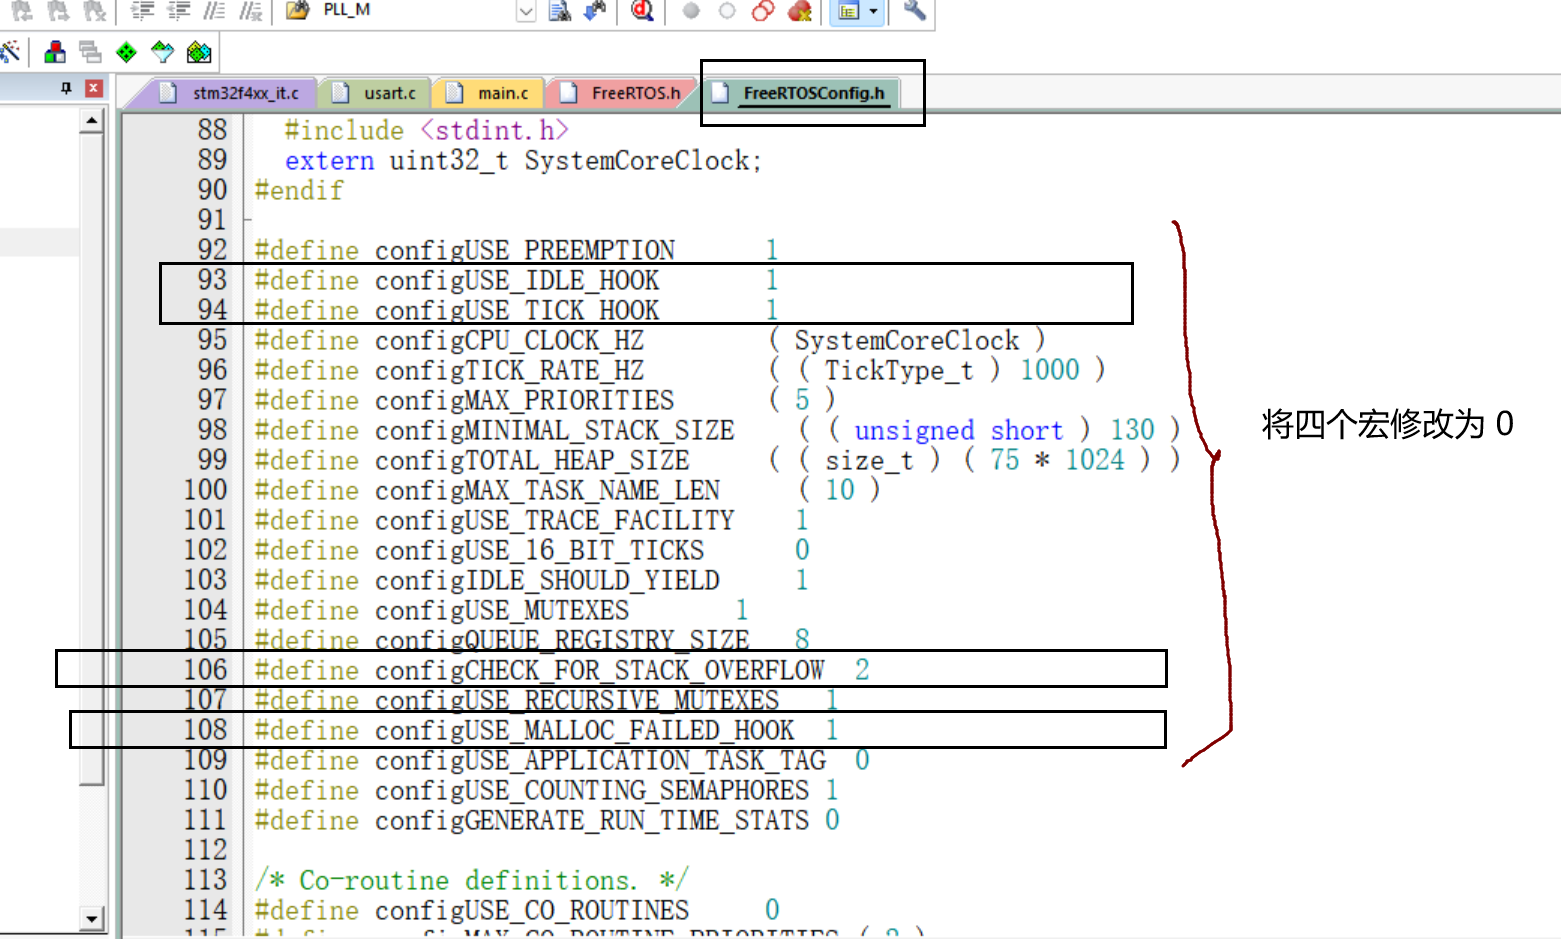 PLL_M
stm32f4xx_it.c usart.c main.c FreeRTOS.h FreeRTOSConfig.h
88 #include <stdint.h>
89 extern uint32_t SystemCoreClock;
90 #endif
91
92 #define configUSE_PREEMPTION 1
93 #define configUSE_IDLE_HOOK 1
94 #define configUSE_TICK_HOOK 1
95 #define configCPU_CLOCK_HZ ( SystemCoreClock )
96 #define configTICK_RATE_HZ ( ( TickType_t ) 1000 )
97 #define configMAX_PRIORITIES ( 5 )
98 #define configMINIMAL_STACK_SIZE ( ( unsigned short ) 130 )
99 #define configTOTAL_HEAP_SIZE ( ( size_t ) ( 75 * 1024 ) )
100 #define configMAX_TASK_NAME_LEN ( 10 )
101 #define configUSE_TRACE_FACILITY 1
102 #define configUSE_16_BIT_TICKS 0
103 #define configIDLE_SHOULD_YIELD 1
104 #define configUSE_MUTEXES 1
105 #define configQUEUE_REGISTRY_SIZE 8
106 #define configCHECK_FOR_STACK_OVERFLOW 2
107 #define configUSE_RECURSIVE_MUTEXES 1
108 #define configUSE_MALLOC_FAILED_HOOK 1
109 #define configUSE_APPLICATION_TASK_TAG 0
110 #define configUSE_COUNTING_SEMAPHORES 1
111 #define configGENERATE_RUN_TIME_STATS 0
112
113 /* Co-routine definitions. */
114 #define configUSE_CO_ROUTINES 0
将四个宏修改为 0